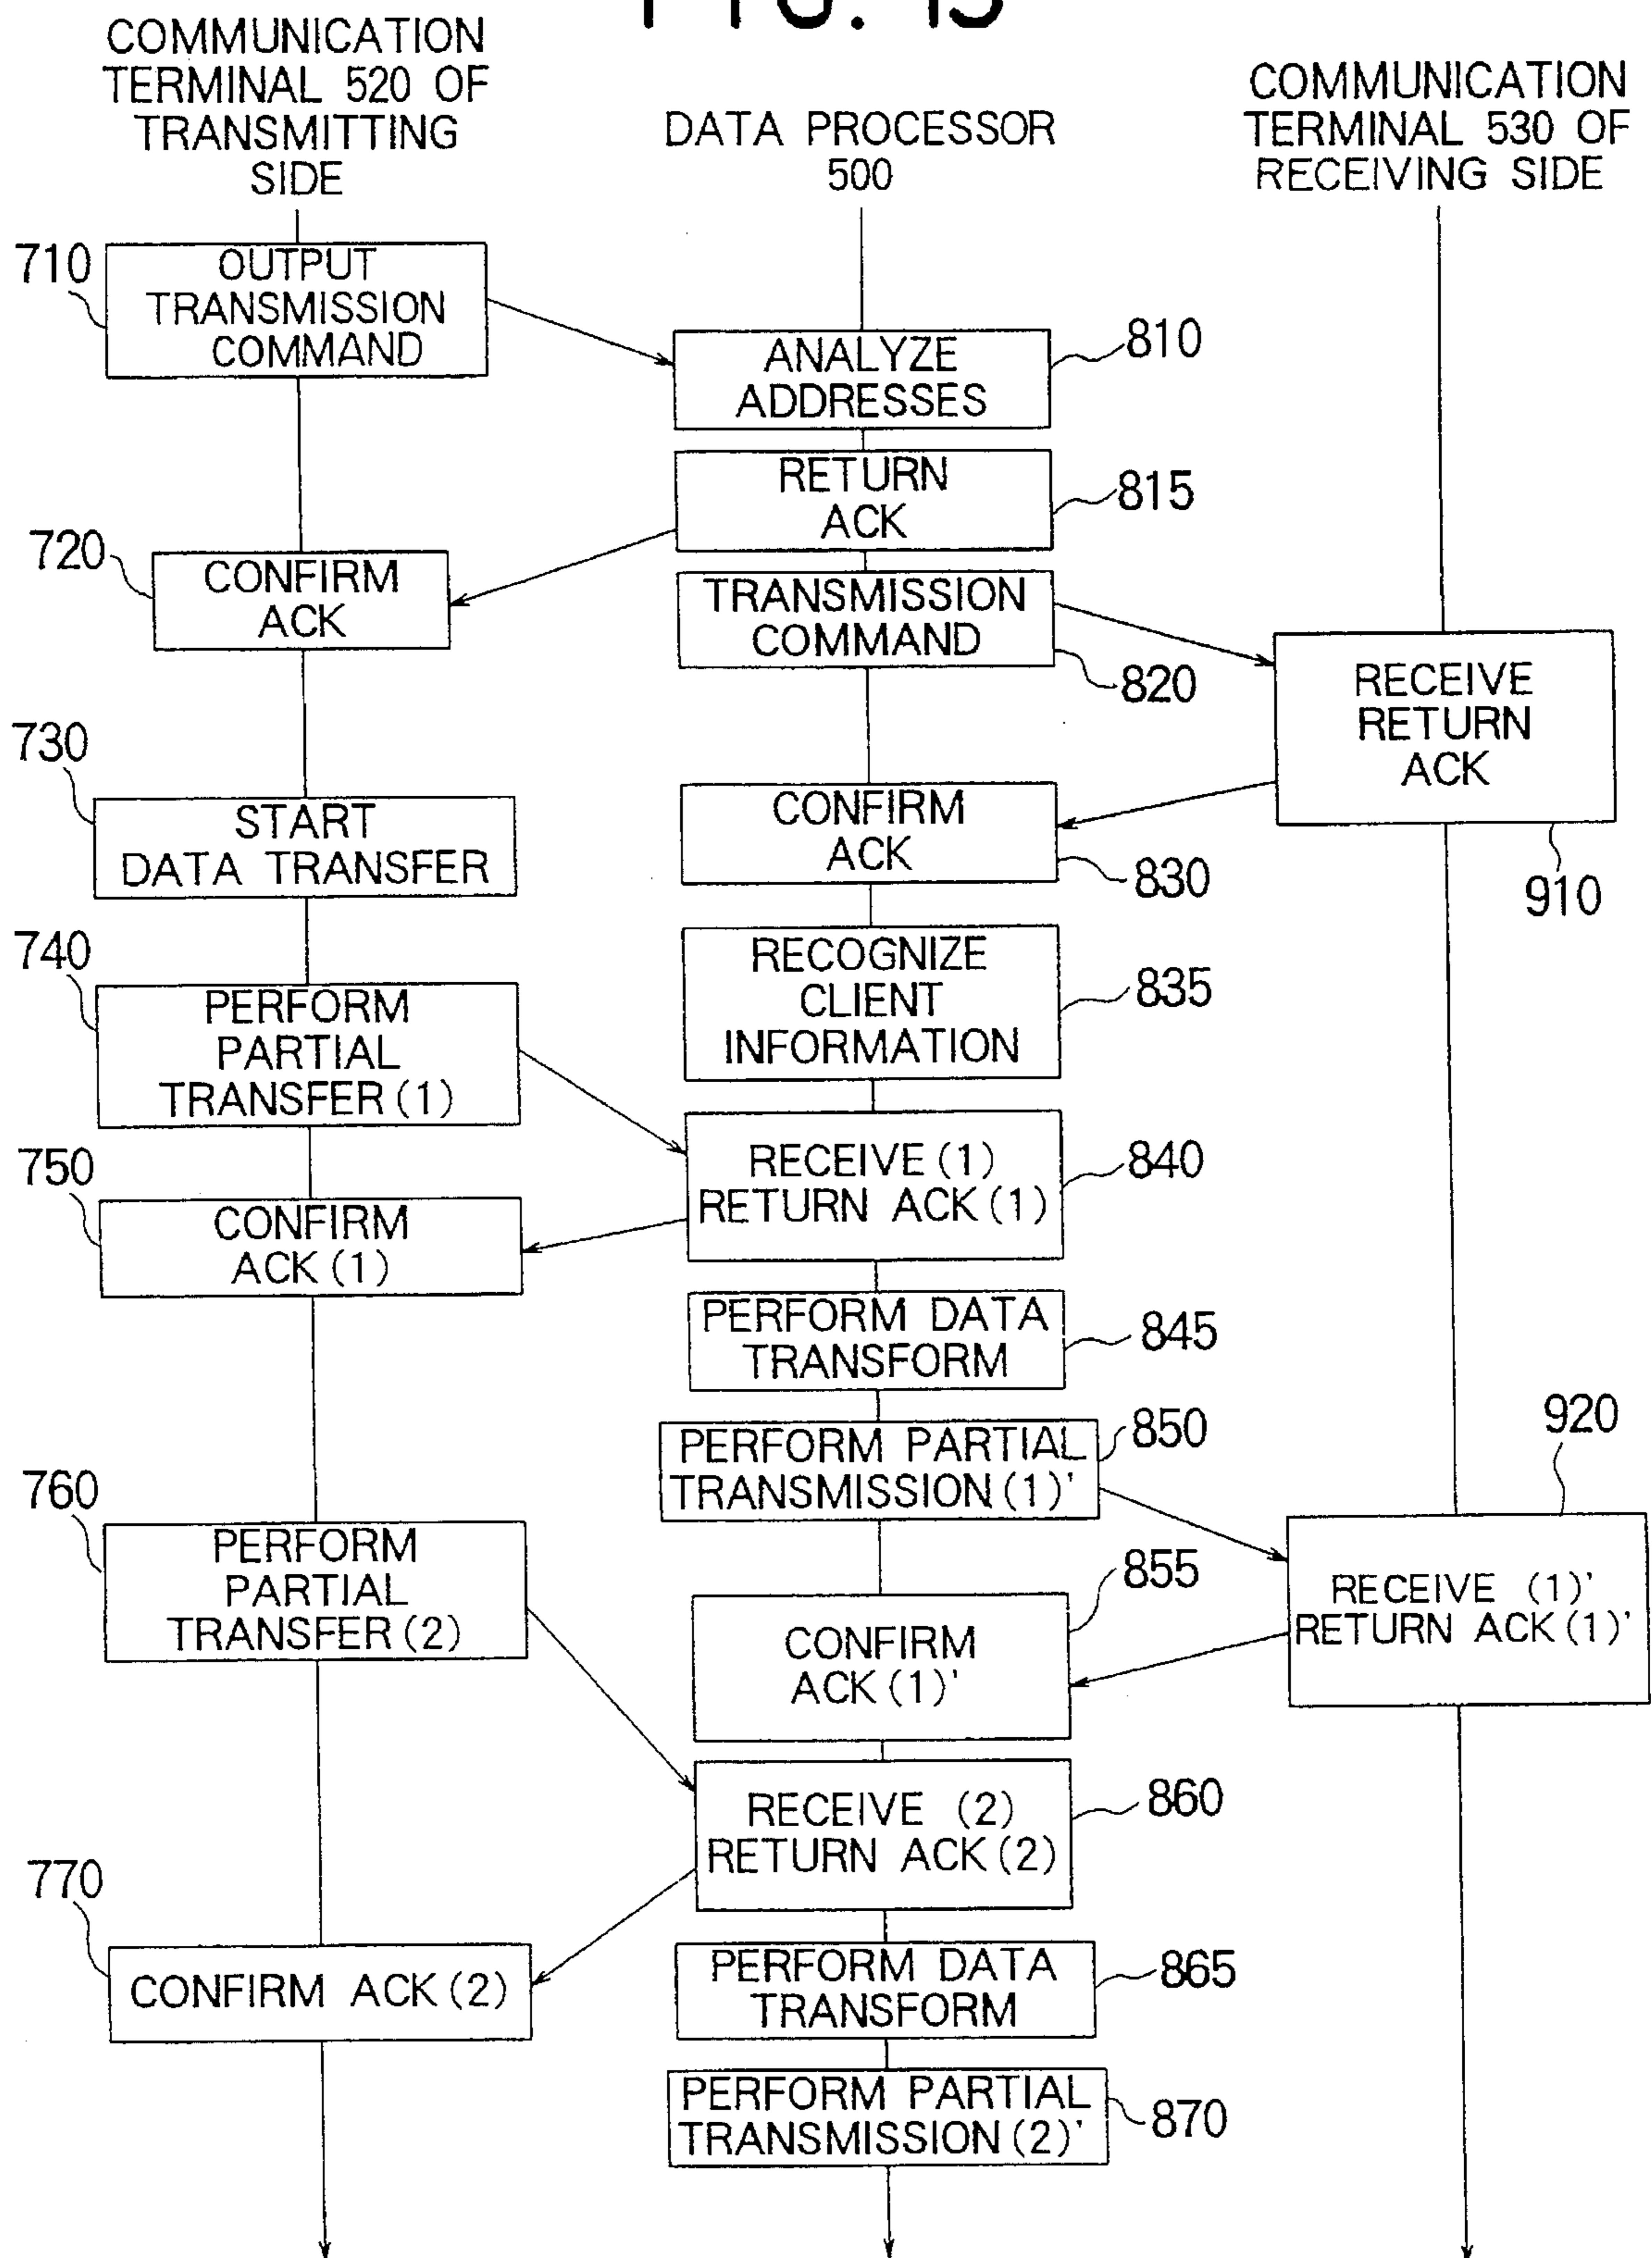 FIG.
COMMUNICATION
TERMINAL 520 OF
TRANSMITTING
SIDE
DATA PROCESSOR
500
COMMUNICATION
TERMINAL 530 OF
RECEIVING SIDE
710
OUTPUT
TRANSMISSION
COMMAND
ANALYZE
ADDRESSES
810
RETURN
ACK
815
720
CONFIRM
ACK
TRANSMISSION
COMMAND
820
RECEIVE
RETURN
ACK
910
730
START
DATA TRANSFER
CONFIRM
ACK
830
740
PERFORM
PARTIAL
TRANSFER(1)
RECOGNIZE
CLIENT
INFORMATION
835
RECEIVE(1)
RETURN ACK(1)
840
750
CONFIRM
ACK(1)
PERFORM DATA
TRANSFORM
845
PERFORM PARTIAL
TRANSMISSION(1)'
850
920
760
PERFORM
PARTIAL
TRANSFER(2)
855
CONFIRM
ACK(1)'
RECEIVE (1)'
RETURN ACK(1)'
RECEIVE (2)
RETURN ACK(2)
860
770
CONFIRM ACK(2)
PERFORM DATA
TRANSFORM
865
PERFORM PARTIAL
TRANSMISSION(2)'
870